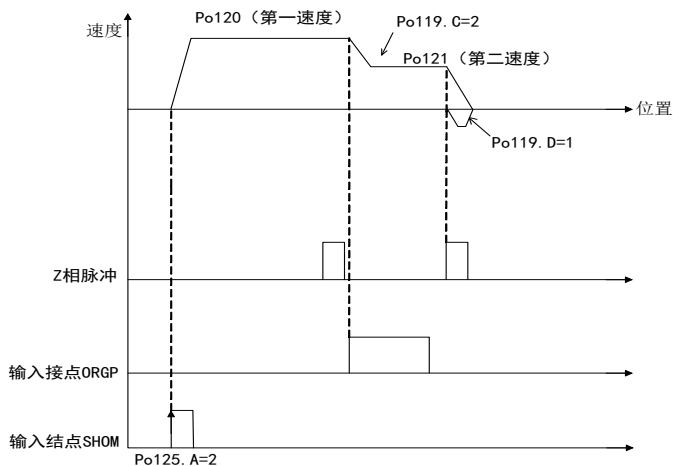 Po120（第一速度）
Po119.C=2
速度
Po121（第二速度）
位置
Po119.D=1
Z相脉冲
输入接点ORGP
输入结点SHOM
Po125.A=2